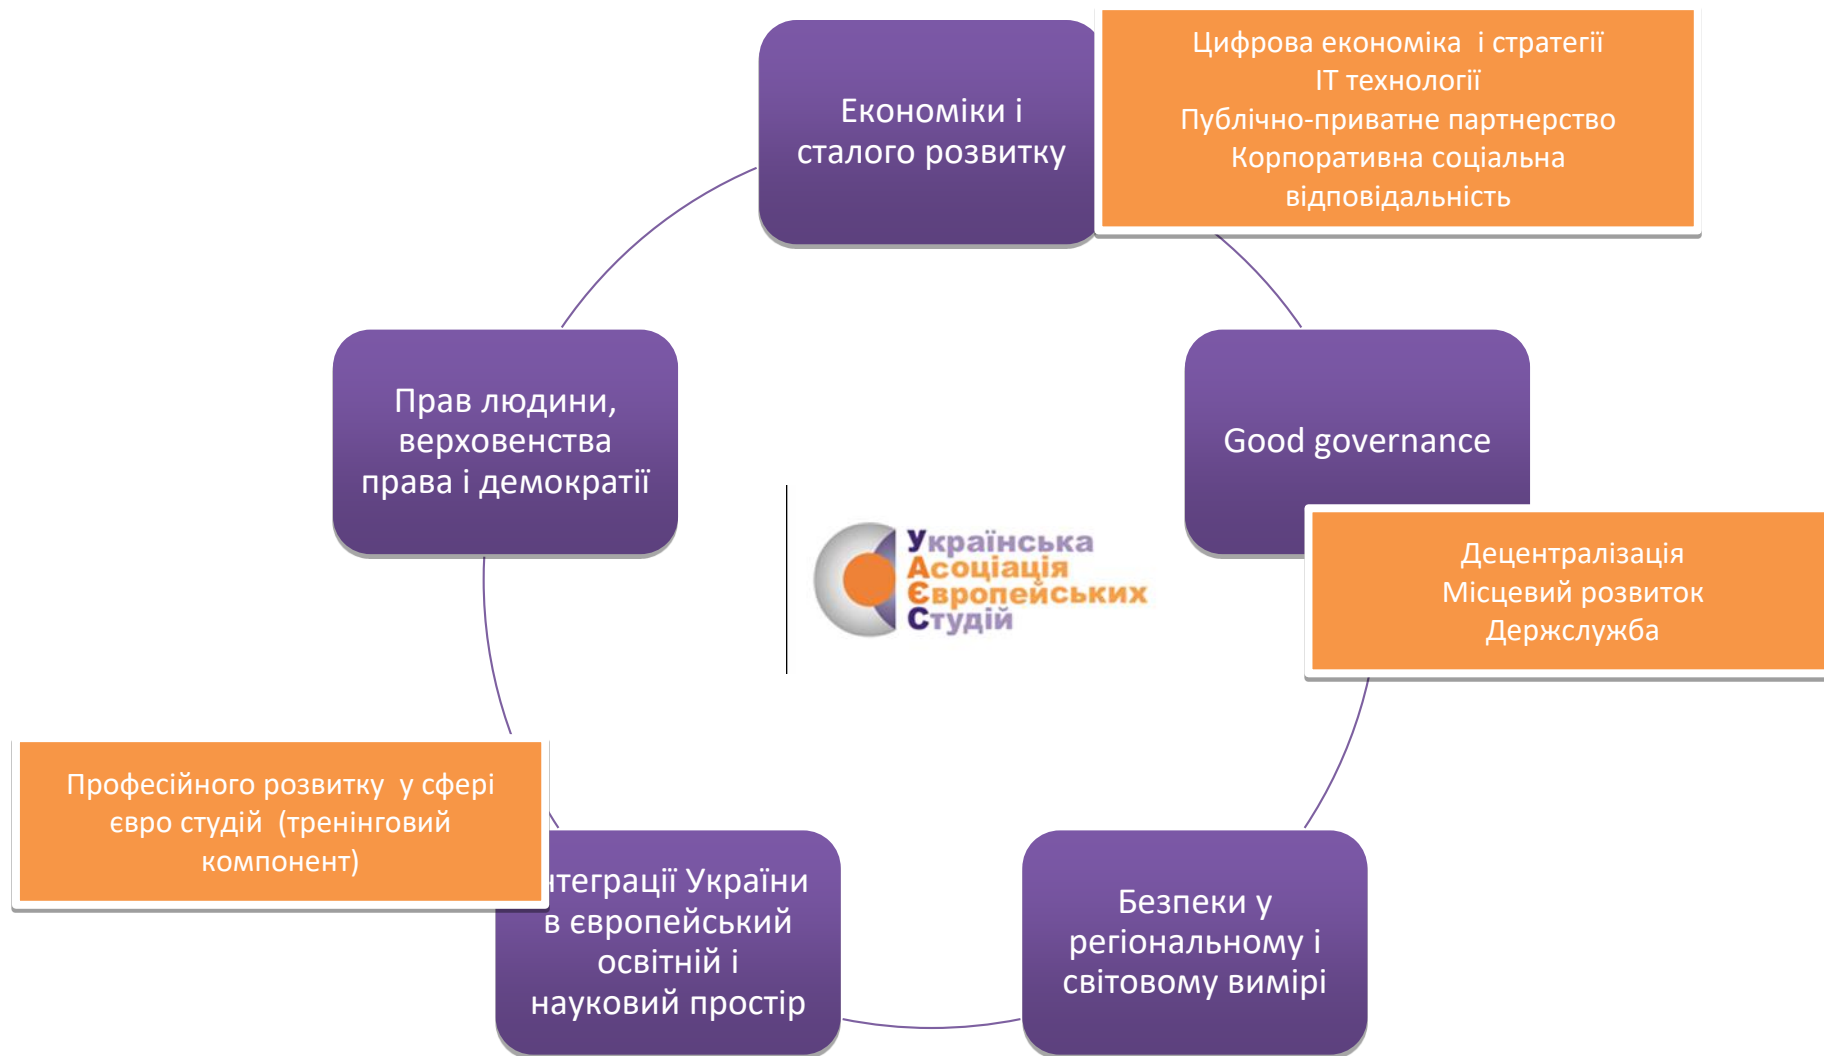 Економіки і
сталого розвитку
Цифрова економіка  і стратегії
ІТ технології
Публічно-приватне партнерство
Корпоративна соціальна
відповідальність
Прав людини,
верховенства
права і демократії
Good governance
Українська
Асоціація
Європейських
Студій
Децентралізація
Місцевий розвиток
Держслужба
Професійного розвитку  у сфері
євро студій  (тренінговий
компонент)
нтеграції України
в європейський
освітній і
науковий простір
Безпеки у
регіональному і
світовому вимірі